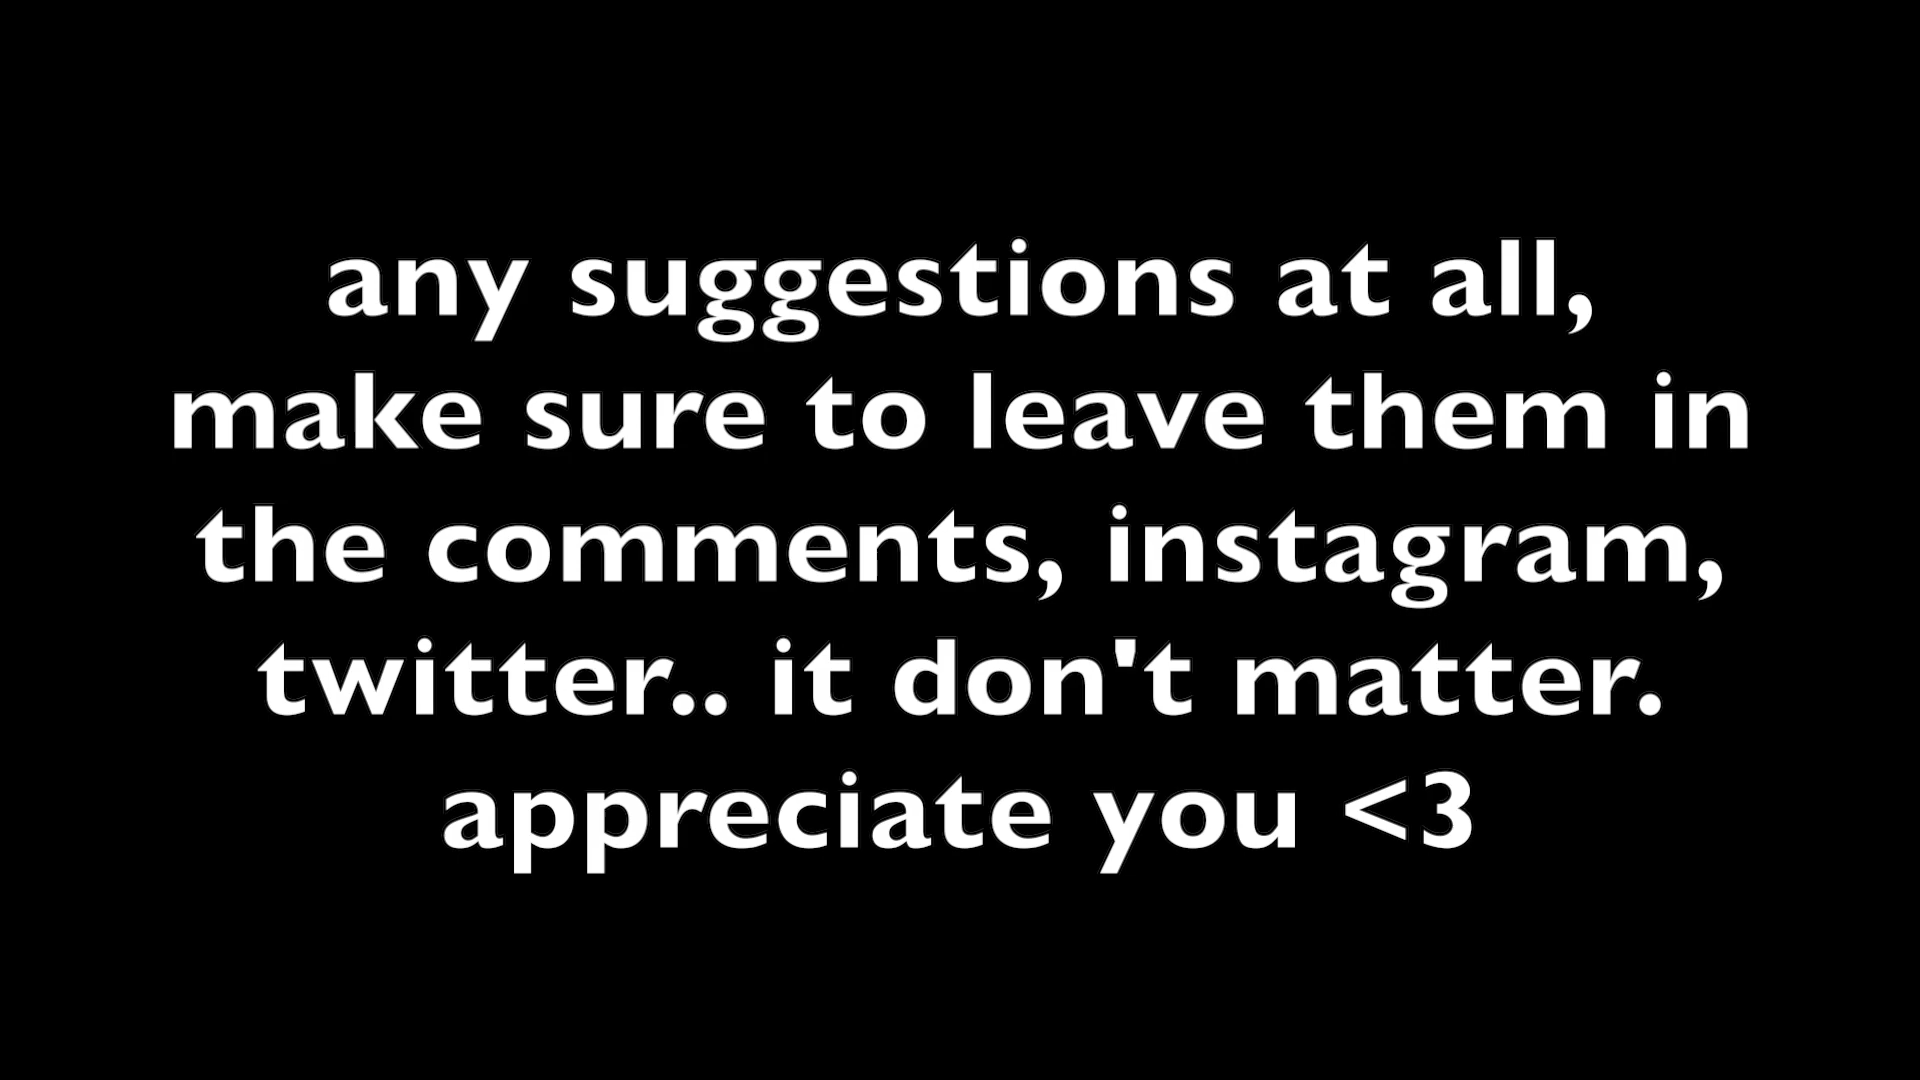 any suggestions at all,
make sure to leave them in
the comments, instagram,
twitter.. it don't matter.
appreciate you <3